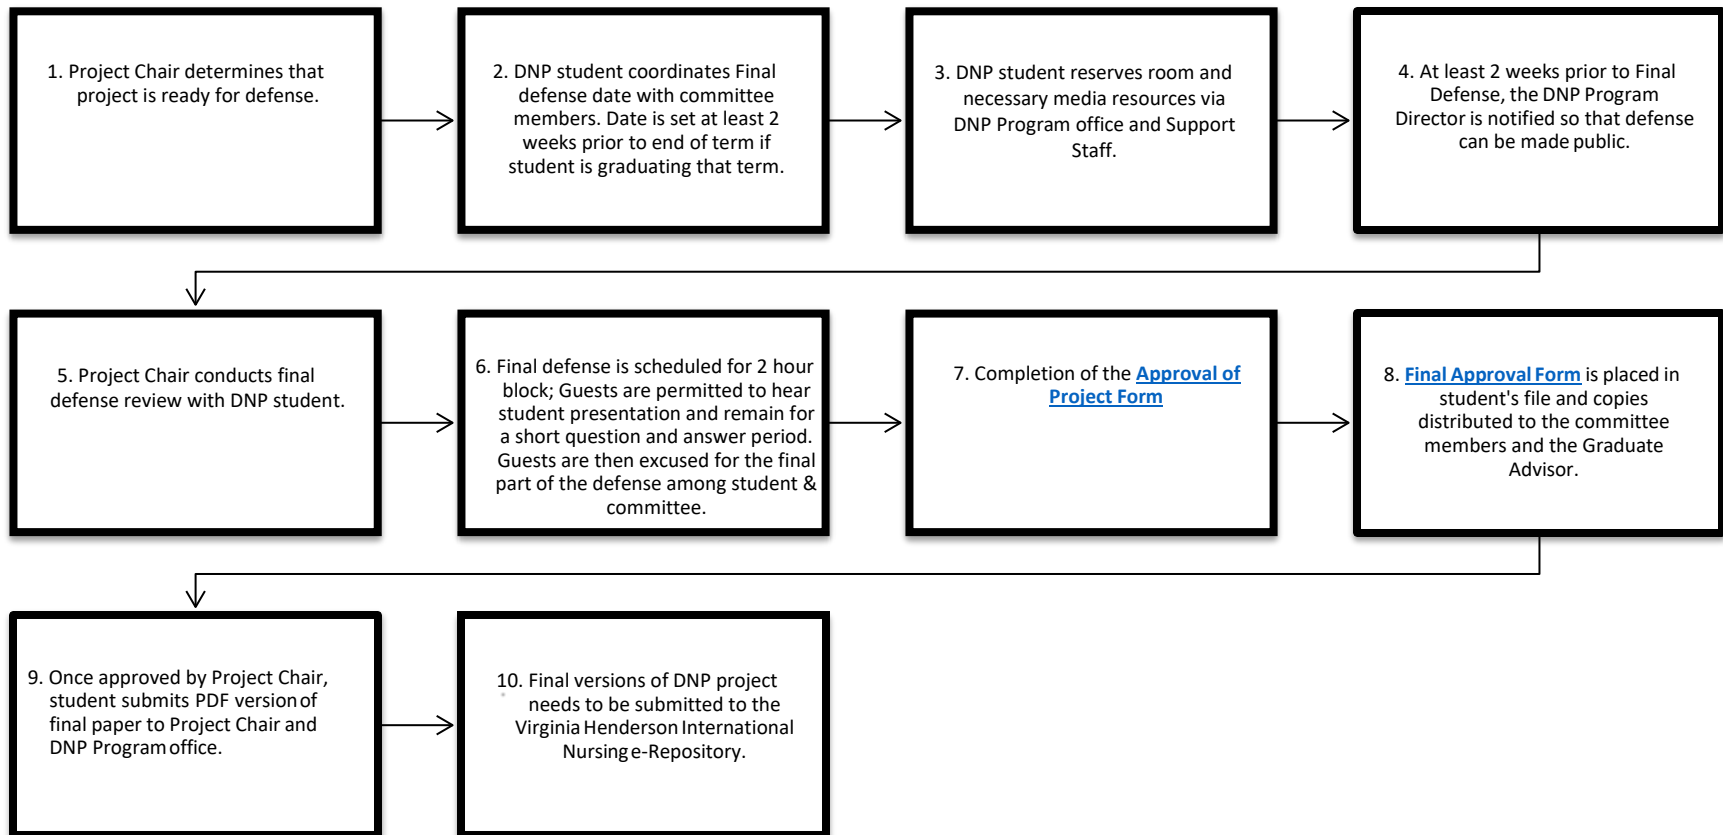 1. Project Chair determines that
project is ready for defense.
2. DNP student coordinates Final
defense date with committee
members. Date is set at least 2
weeks prior to end of term if
student is graduating that term.
3. DNP student reserves room and
necessary media resources via
DNP Program office and Support
Staff.
4. At least 2 weeks prior to Final
Defense, the DNP Program
Director is notified so that defense
can be made public.
5. Project Chair conducts final
defense review with DNP student.
6. Final defense is scheduled for 2 hour
block; Guests are permitted to hear
student presentation and remain for
a short question and answer period.
Guests are then excused for the final
part of the defense among student &
committee.
7. Completion of the Approval of
Project Form
8. Final Approval Form is placed in
student's file and copies
distributed to the committee
members and the Graduate
Advisor.
9. Once approved by Project Chair,
student submits PDF version of
final paper to Project Chair and
DNP Program office.
10. Final versions of DNP project
needs to be submitted to the
Virginia Henderson International
Nursing e-Repository.